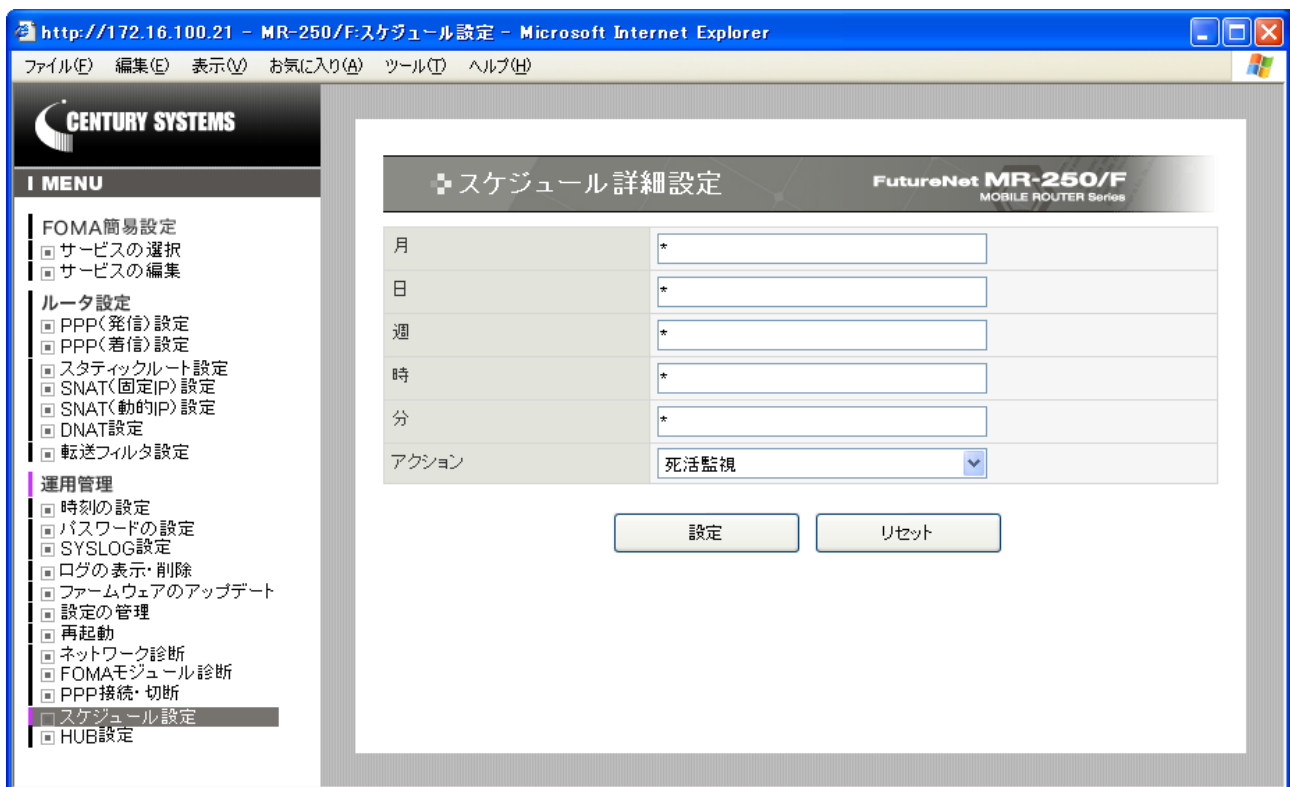 http://172.16.100.21 - MR-250/F:スケジュール設定 - Microsoft Internet Explorer
ファイル(F) 編集(E) 表示(V) お気に入り(A) ツール(T) ヘルプ(H)
CENTURY SYSTEMS
MENU
FOMA簡易設定
サービスの選択
サービスの編集
ルータ設定
PPP(発信)設定
PPP(着信)設定
スタティックルート設定
SNAT(固定IP)設定
SNAT(動的IP)設定
DNAT設定
転送フィルタ設定
運用管理
時刻の設定
パスワードの設定
SYSLOG設定
ログの表示・削除
ファームウェアのアップデート
設定の管理
再起動
ネットワーク診断
FOMAモジュール診断
PPP接続・切断
スケジュール設定
HUB設定
スケジュール詳細設定
FutureNet MR-250/F
MOBILE ROUTER Series
月 *
日 *
週 *
時 *
分 *
アクション 死活監視
設定 リセット